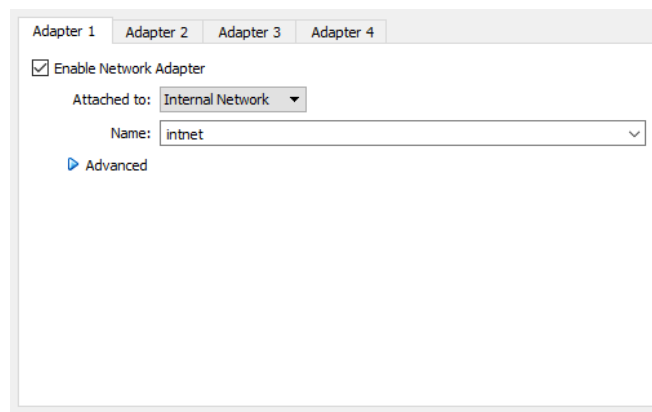 Adapter 1 Adapter 2 Adapter 3 Adapter 4
Enable Network Adapter
Attached to: Internal Network
Name: intnet
Advanced